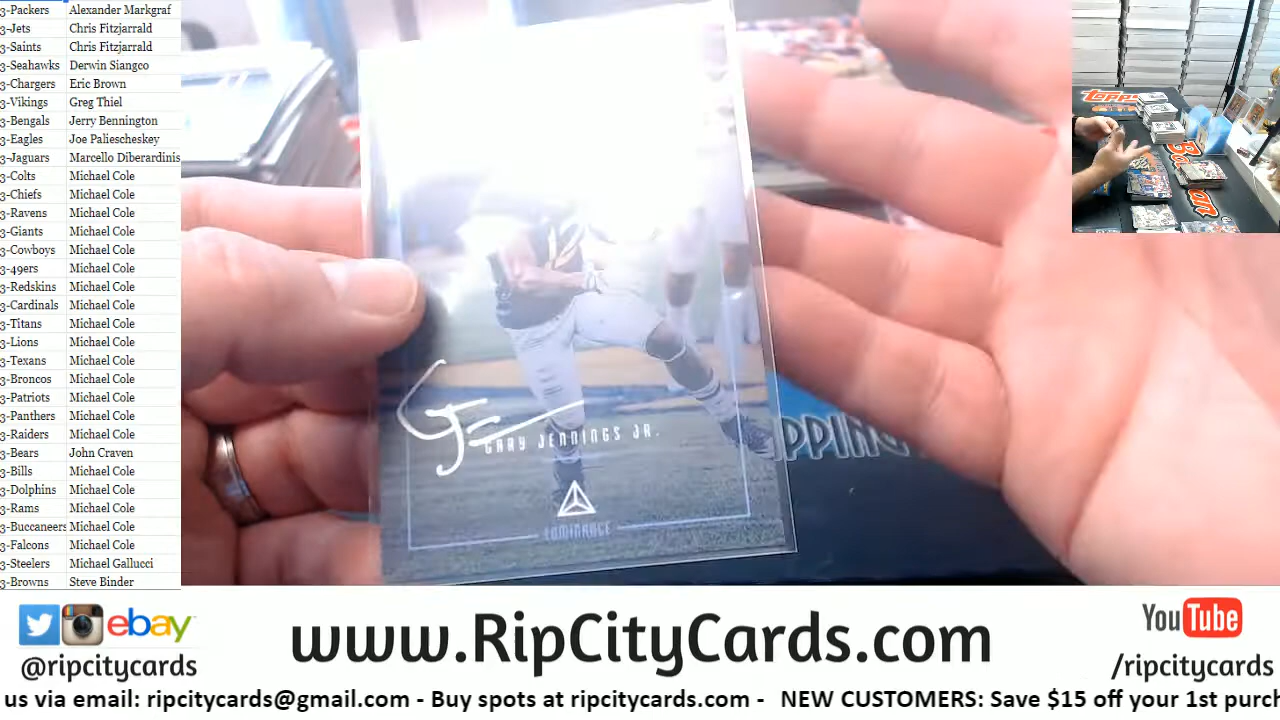 3-Packers Alexander Markgraf
3-Jets Chris Fitzjarrald
3-Saints Chris Fitzjarrald
3-Seahawks Derwin Siangco
3-Chargers Eric Brown
3-Vikings Greg Thiel
3-Bengals Jerry Bennington
3-Eagles Joe Paliescheskey
3-Jaguars Marcello Diberardinis
3-Colts Michael Cole
3-Chiefs Michael Cole
3-Ravens Michael Cole
3-Giants Michael Cole
3-Cowboys Michael Cole
3-49ers Michael Cole
3-Redskins Michael Cole
3-Cardinals Michael Cole
3-Titans Michael Cole
3-Lions Michael Cole
3-Texans Michael Cole
3-Broncos Michael Cole
3-Patriots Michael Cole
3-Panthers Michael Cole
3-Raiders Michael Cole
3-Bears John Craven
3-Bills Michael Cole
3-Dolphins Michael Cole
3-Rams Michael Cole
3-Buccaneers Michael Cole
3-Falcons Michael Cole
3-Steelers Michael Gallucci
3-Browns Steve Binder
GARY JENNINGS JR.
LUMINANCE
PPING
Topps
ebay
@ripcitycards
www.RipCityCards.com
YouTube
/ripcitycards
us via email: ripcitycards@gmail.com - Buy spots at ripcitycards.com - NEW CUSTOMERS: Save $15 off your 1st purch